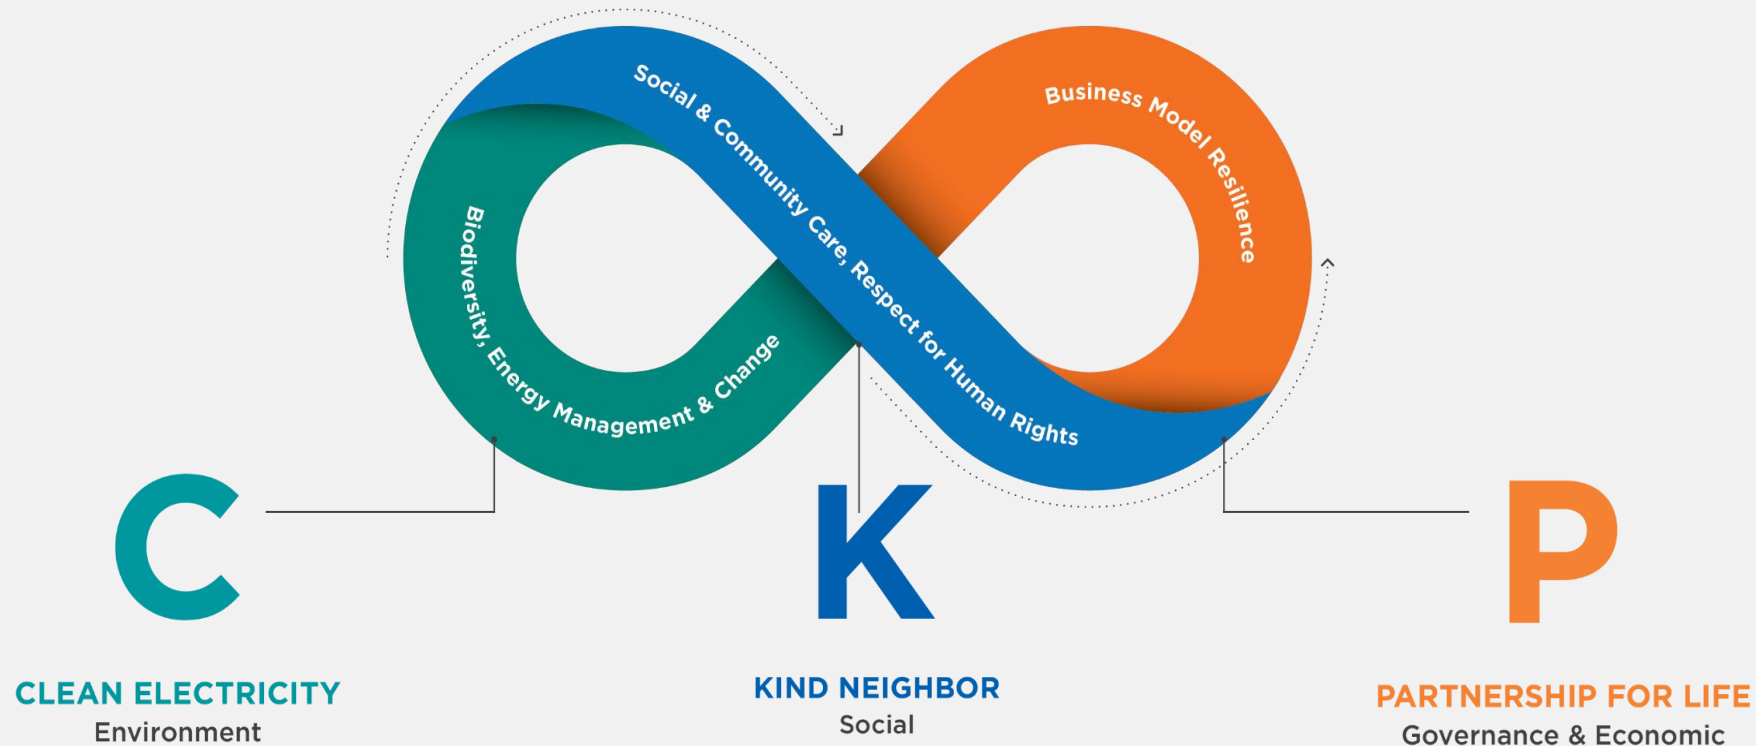 Social & Community Care, Respect for Human Rights
Business Model Resilience
Biodiversity, Energy Management & Change
C
K
P
CLEAN ELECTRICITY
Environment
KIND NEIGHBOR
Social
PARTNERSHIP FOR LIFE
Governance & Economic